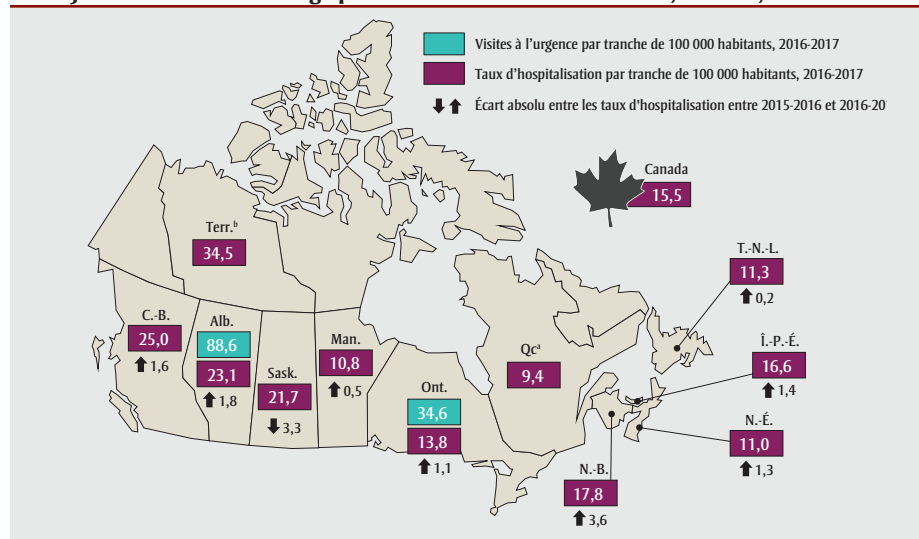 Visites à l'urgence par tranche de 100 000 habitants, 2016-2017
Taux d'hospitalisation par tranche de 100 000 habitants, 2016-2017
Écart absolu entre les taux d'hospitalisation entre 2015-2016 et 2016-20
Canada
15,5
Terr.ᵇ
34,5
T.-N.-L.
11,3
0,2
C.-B.
25,0
1,6
Alb.
88,6
23,1
1,8
Sask.
21,7
3,3
Man.
10,8
0,5
Ont.
34,6
13,8
1,1
Qcᵃ
9,4
Î.-P.-É.
16,6
1,4
N.-É.
11,0
1,3
N.-B.
17,8
3,6